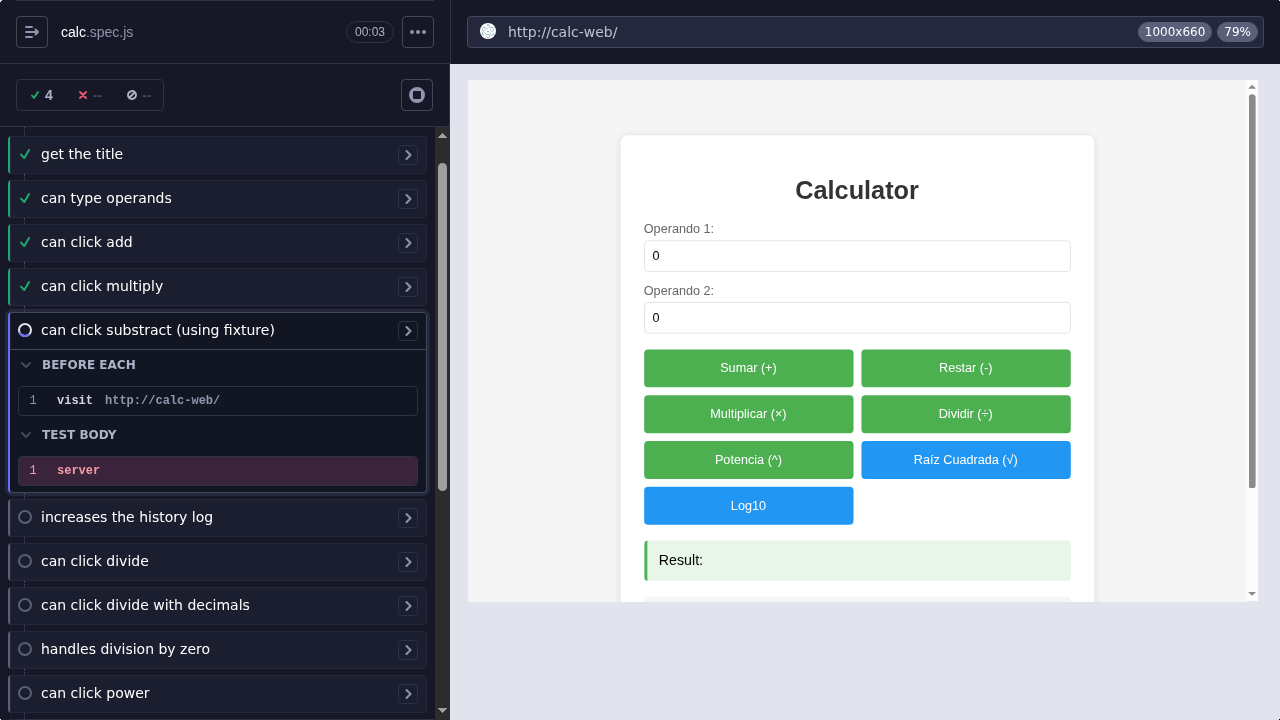 calc.spec.js
00:03
http://calc-web/
1000x660
79%
4
--
--
get the title
can type operands
can click add
can click multiply
can click substract (using fixture)
BEFORE EACH
1 visit http://calc-web/
TEST BODY
1 server
increases the history log
can click divide
can click divide with decimals
handles division by zero
can click power
Calculator
Operando 1:
0
Operando 2:
0
Sumar (+)
Restar (-)
Multiplicar (×)
Dividir (÷)
Potencia (^)
Raíz Cuadrada (√)
Log10
Result: